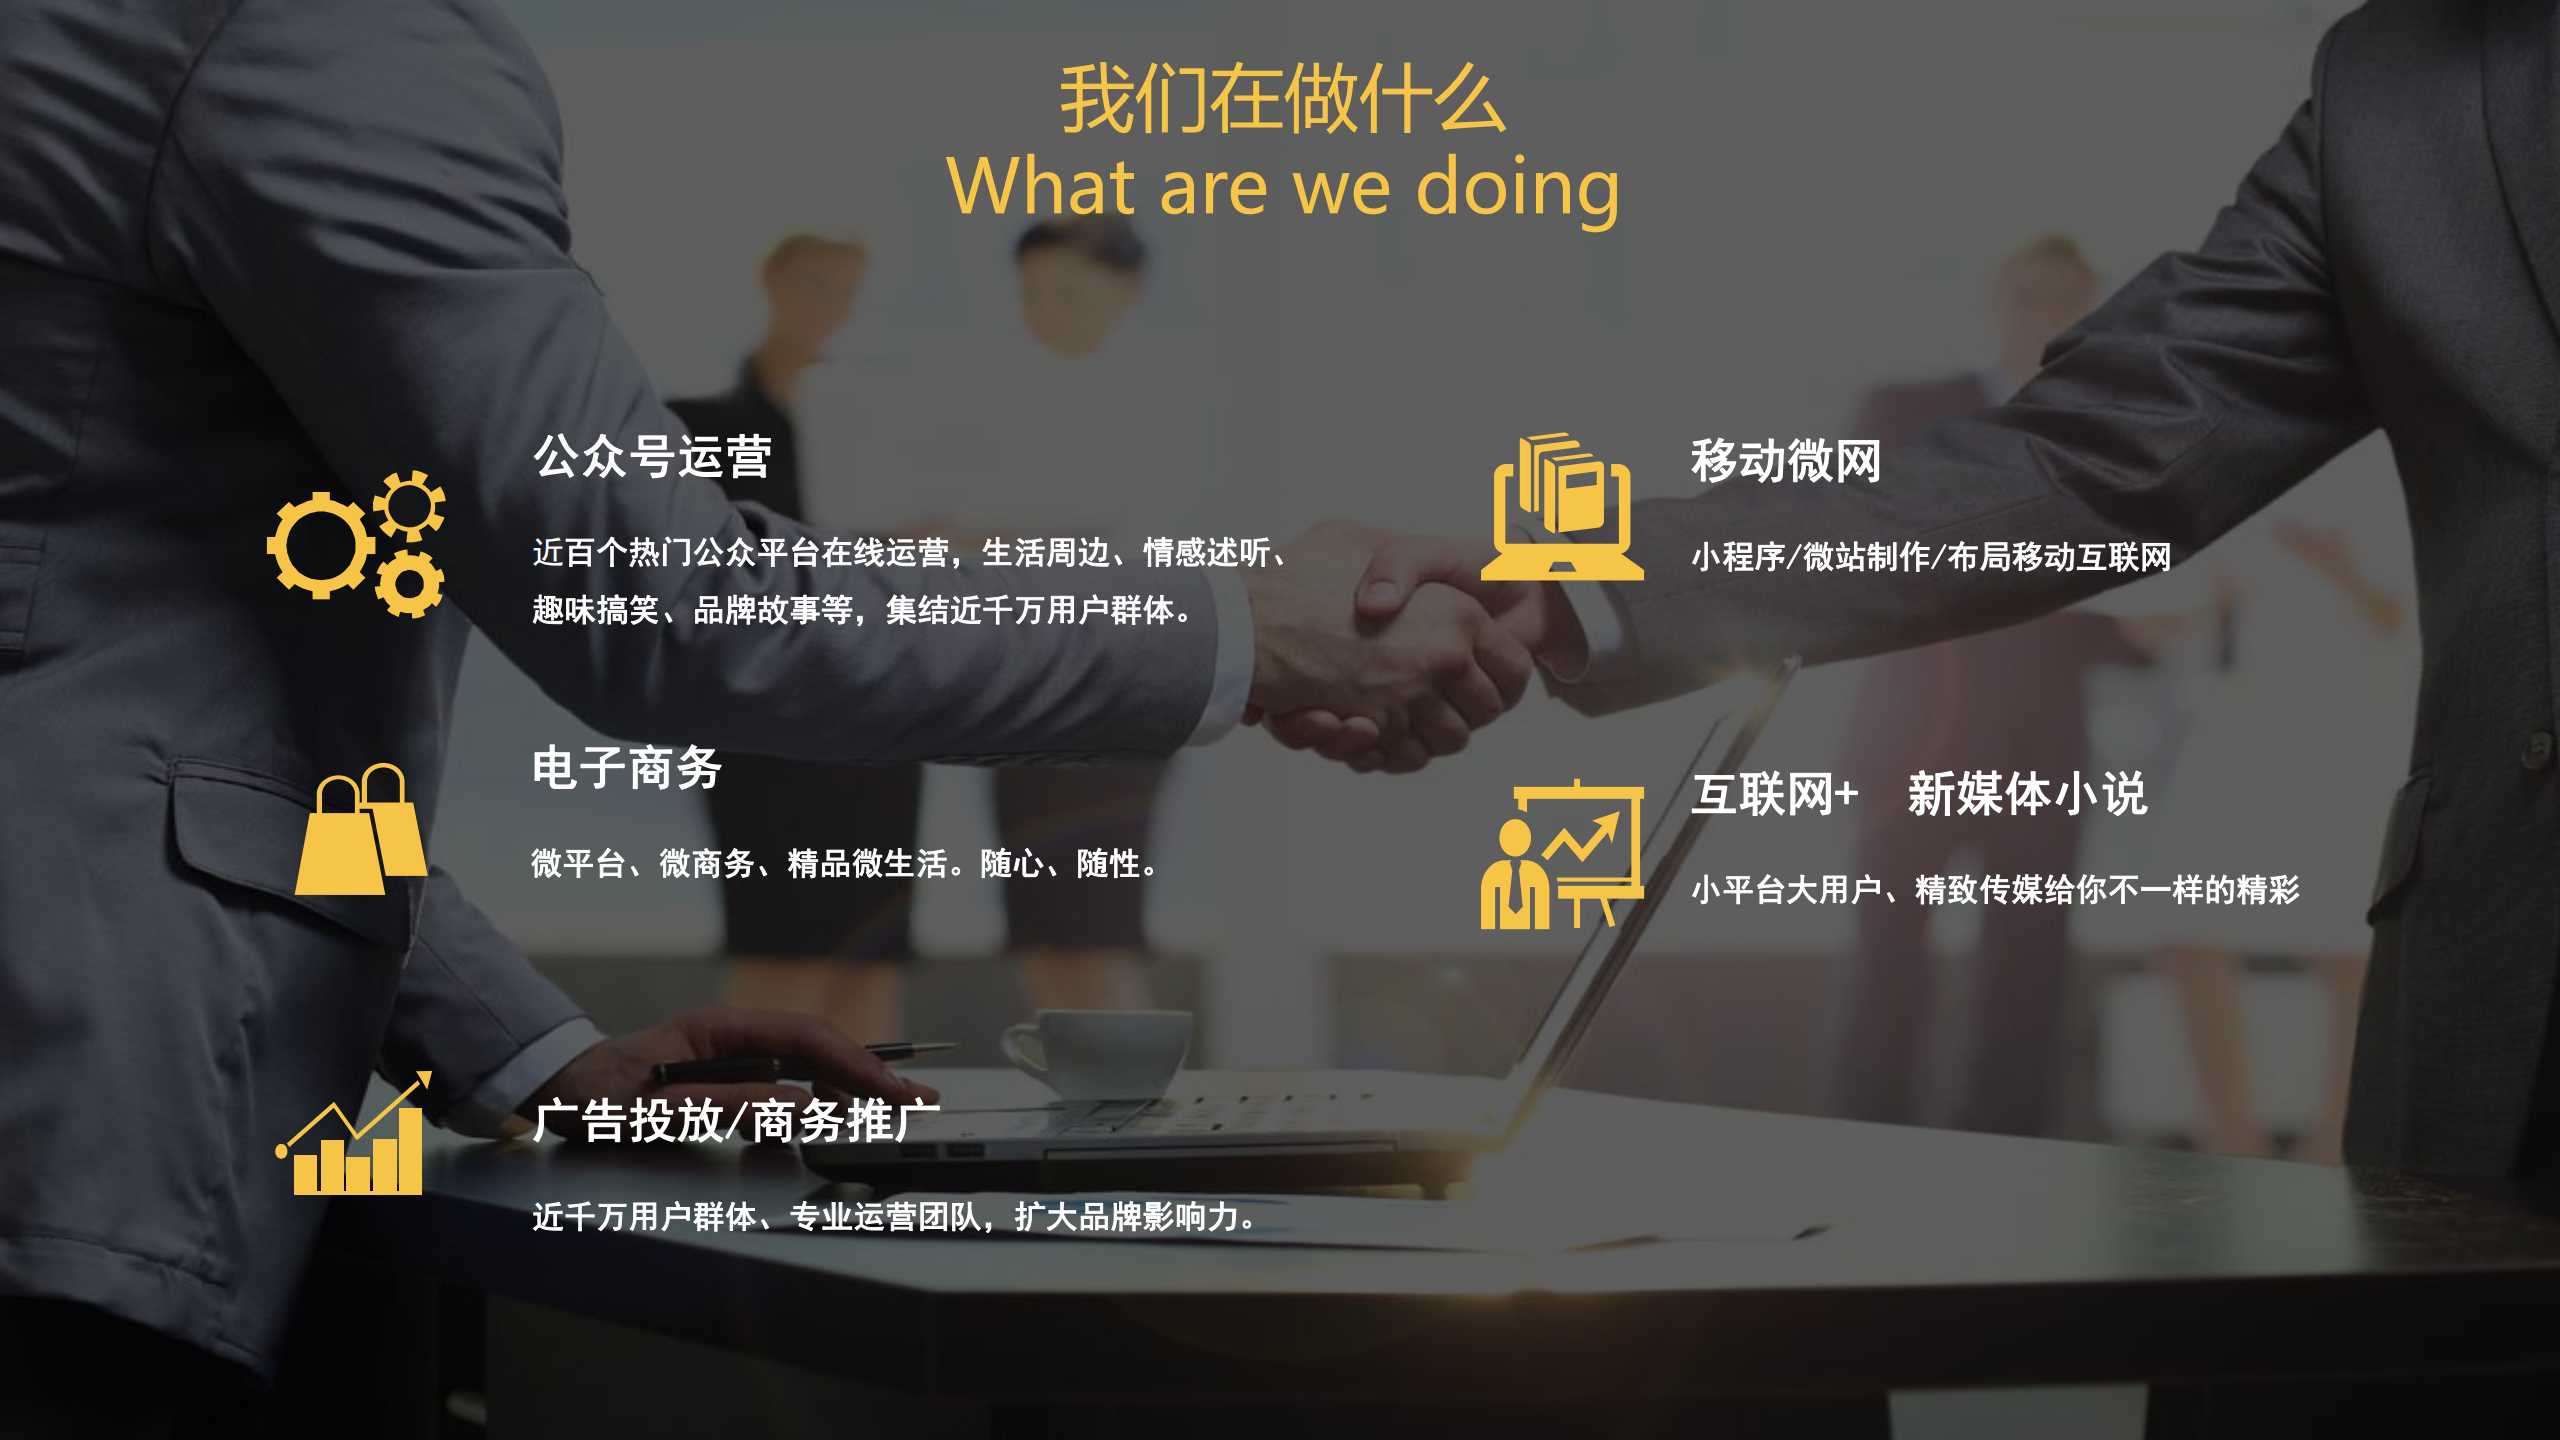 我们在做什么
What are we doing
公众号运营
近百个热门公众平台在线运营，生活周边、情感述听、
趣味搞笑、品牌故事等，集结近千万用户群体。
电子商务
微平台、微商务、精品微生活。随心、随性。
广告投放/商务推广
近千万用户群体、专业运营团队，扩大品牌影响力。
移动微网
小程序/微站制作/布局移动互联网
互联网+　新媒体小说
小平台大用户、精致传媒给你不一样的精彩